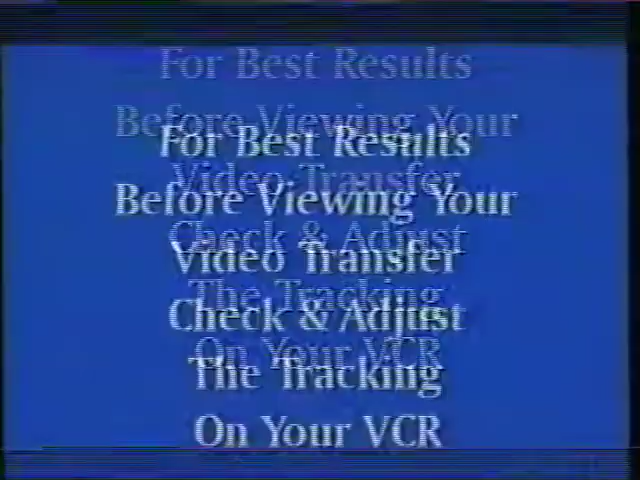 For Best Results
Before Viewing Your
Video Transfer
Check & Adjust
The Tracking
On Your VCR